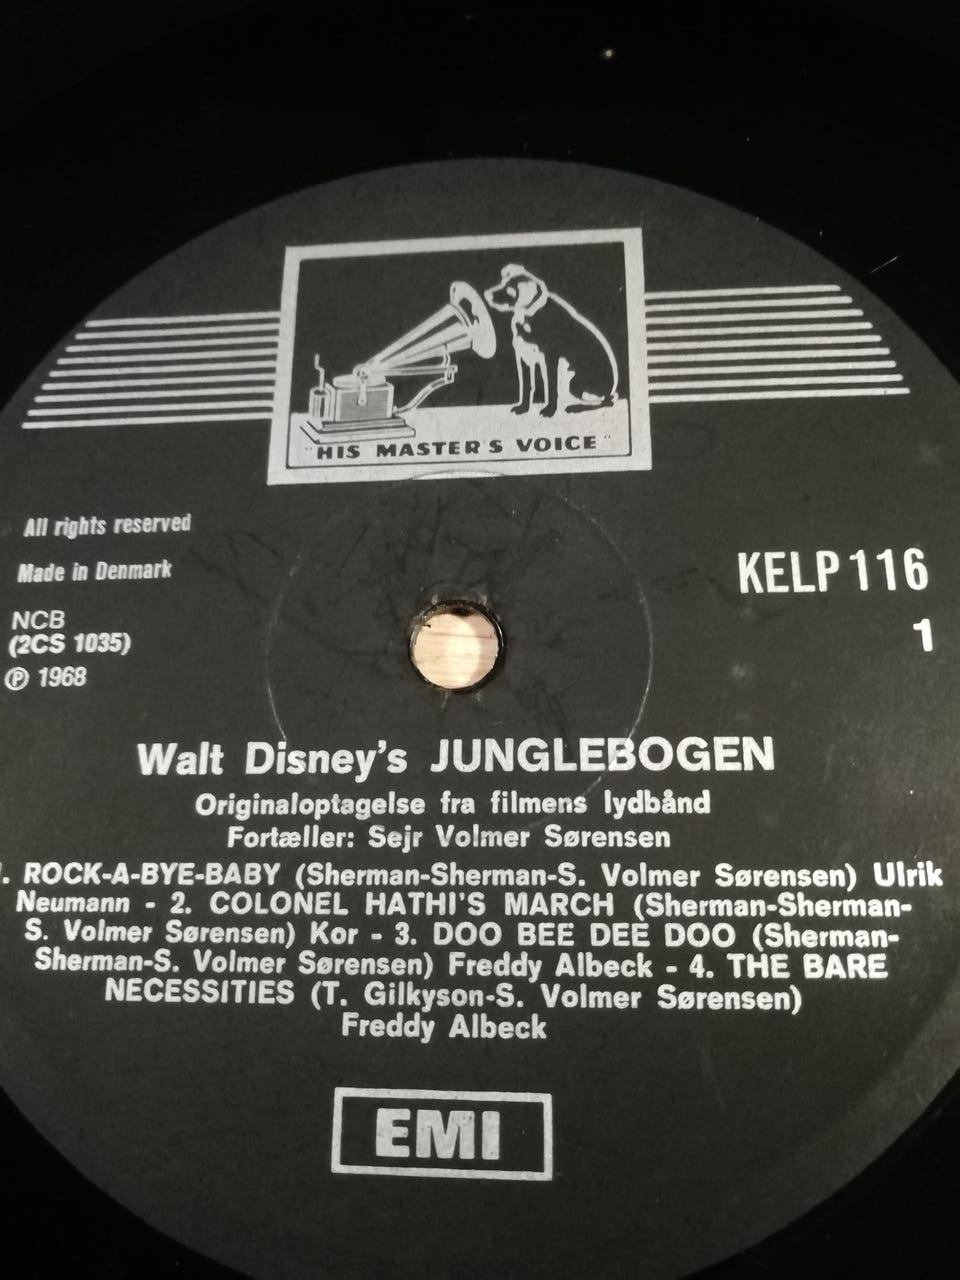 "HIS MASTER'S VOICE"
All rights reserved
Made in Denmark
NCB
(2CS 1035)
℗ 1968
KELP 116
1
Walt Disney's JUNGLEBOGEN
Originaloptagelse fra filmens lydbånd
Fortæller: Sejr Volmer Sørensen
1. ROCK-A-BYE-BABY (Sherman-Sherman-S. Volmer Sørensen) Ulrik
Neumann - 2. COLONEL HATHI'S MARCH (Sherman-Sherman-
S. Volmer Sørensen) Kor - 3. DOO BEE DEE DOO (Sherman-
Sherman-S. Volmer Sørensen) Freddy Albeck - 4. THE BARE
NECESSITIES (T. Gilkyson-S. Volmer Sørensen)
Freddy Albeck
EMI